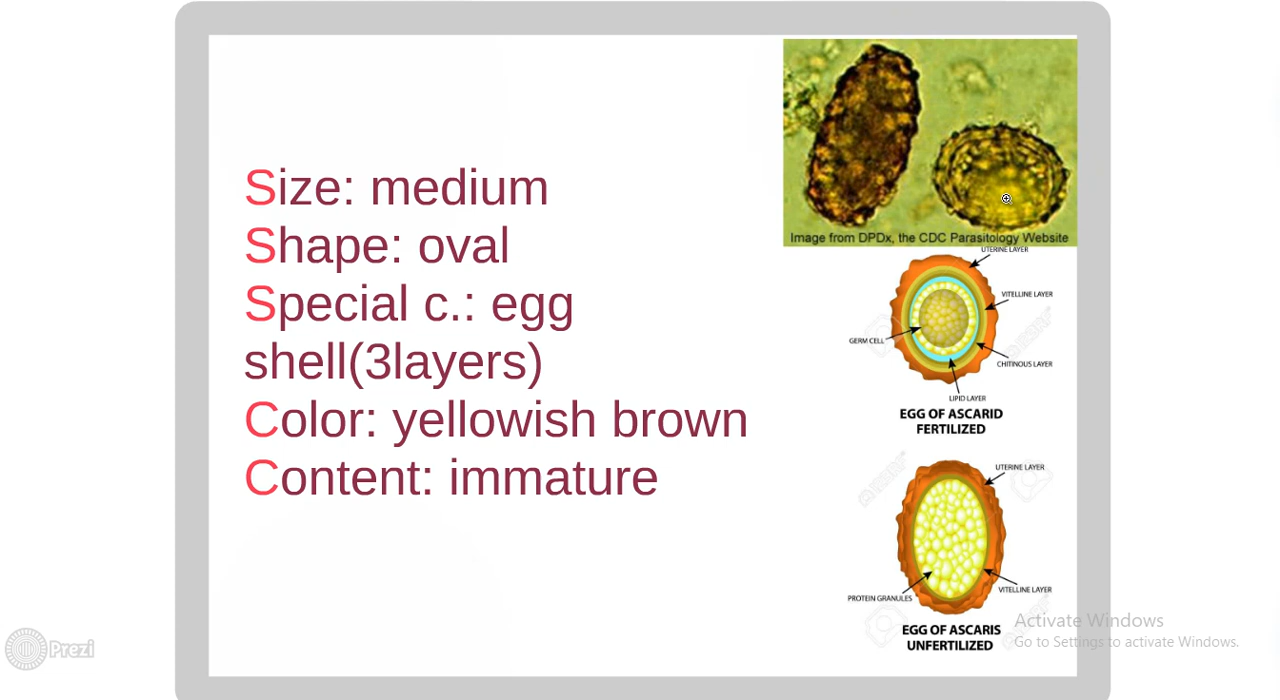 Size: medium
Shape: oval
Special c.: egg
shell(3layers)
Color: yellowish brown
Content: immature
Image from DPDx, the CDC Parasitology Website
UTERINE LAYER
VITELLINE LAYER
GERM CELL
CHITINOUS LAYER
LIPID LAYER
EGG OF ASCARID
FERTILIZED
UTERINE LAYER
PROTEIN GRANULES
VITELLINE LAYER
EGG OF ASCARIS
UNFERTILIZED
Activate Windows
Go to Settings to activate Windows.
Prezi